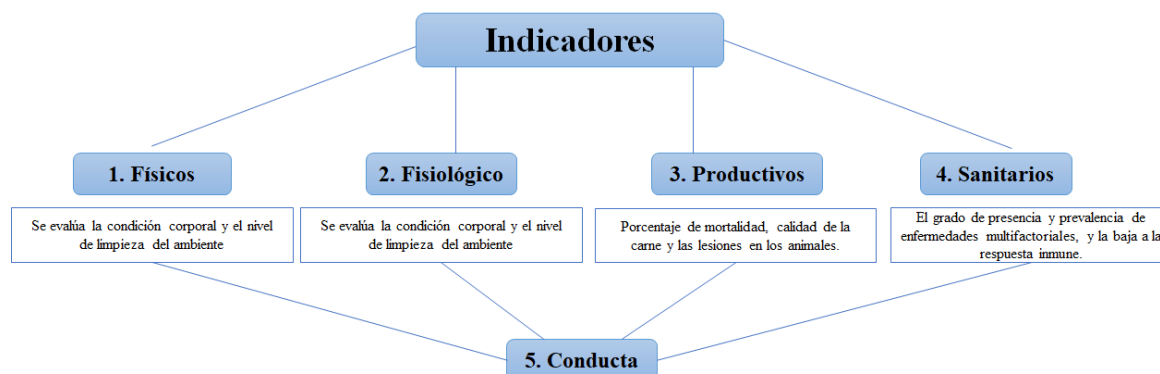 Indicadores
1. Físicos
2. Fisiológico
3. Productivos
4. Sanitarios
Se evalúa la condición corporal y el nivel
de limpieza del ambiente
Se evalúa la condición corporal y el nivel
de limpieza del ambiente
Porcentaje de mortalidad, calidad de la
carne y las lesiones en los animales.
El grado de presencia y prevalencia de
enfermedades multifactoriales, y la baja a la
respuesta inmune.
5. Conducta